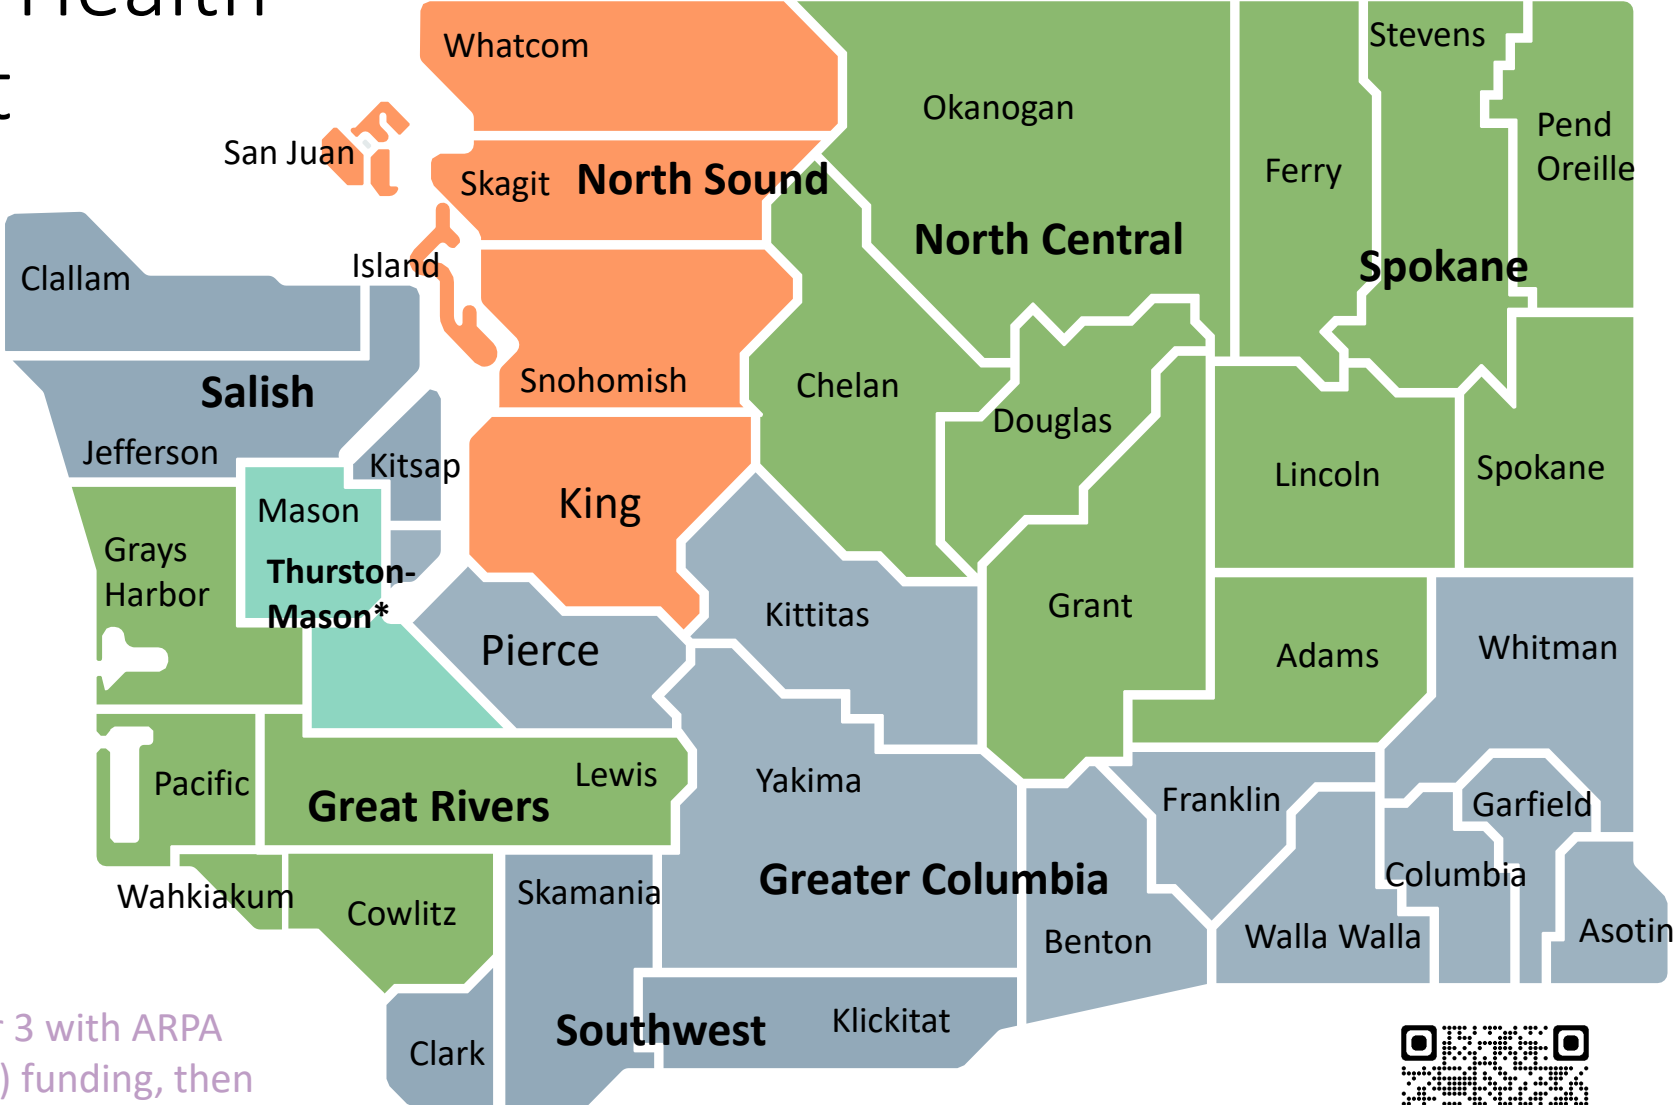 Health
t
Whatcom
San Juan
Skagit
North Sound
Island
Snohomish
King
Okanogan
North Central
Ferry
Stevens
Pend
Oreille
Spokane
Clallam
Salish
Jefferson
Kitsap
Mason
Thurston-
Mason*
Grays
Harbor
Chelan
Douglas
Lincoln
Spokane
Pierce
Kittitas
Grant
Adams
Whitman
Pacific
Great Rivers
Lewis
Yakima
Franklin
Garfield
Wahkiakum
Cowlitz
Skamania
Greater Columbia
Benton
Walla Walla
Columbia
Asotin
Clark
Southwest
Klickitat
3 with ARPA
) funding, then